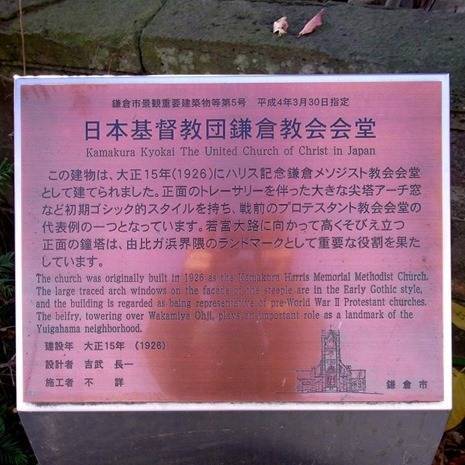 鎌倉市景観重要建築物等第5号　平成4年3月30日指定
日本基督教団鎌倉教会会堂
Kamakura Kyokai The United Church of Christ in Japan
この建物は、大正15年(1926)にハリス記念鎌倉メソジスト教会会堂
として建てられました。正面のトレーサリーを伴った大きな尖塔アーチ窓
など初期ゴシック的スタイルを持ち、戦前のプロテスタント教会会堂の
代表例の一つとなっています。若宮大路に向かって高くそびえ立つ
正面の鐘塔は、由比ガ浜界隈のランドマークとして重要な役割を果た
しています。
The church was originally built in 1926 as the Kamakura Harris Memorial Methodist Church.
The large traced arch windows on the facade of the steeple are in the Early Gothic style,
and the building is regarded as being representative of pre-World War II Protestant churches.
The belfry, towering over Wakamiya Ohji, plays an important role as a landmark of the
Yuigahama neighborhood.
建設年　大正15年　(1926)
設計者　吉武　長一
施工者　不　詳
鎌倉市